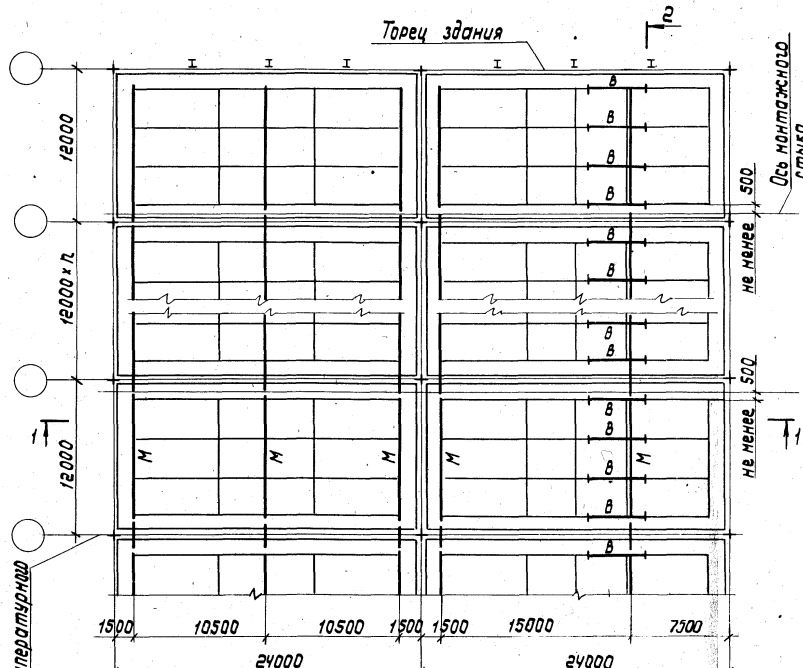 2
Торец здания
I I I I I I
Ось монтажного
стыка
12000
В
В
В
В
500
не менее
12000 × n
В
В
В
В
500
не менее
1
1
12000
М М М М М
В
В
В
В
В
1500 10500 10500 1500 1500 15000 7500
24000 24000